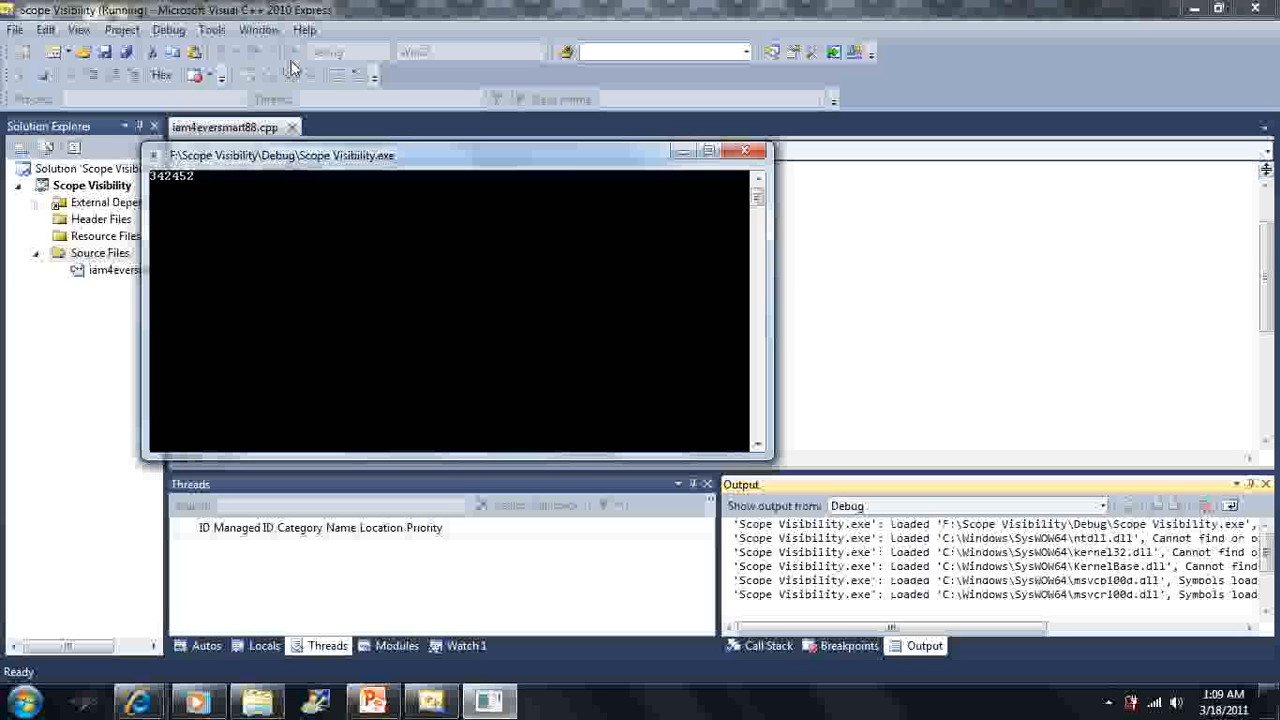 Scope Visibility (Running) - Microsoft Visual C++ 2010 Express
File Edit View Project Debug Tools Window Help
Hex
Solution Explorer
iam4eversmart88.cpp
F:\Scope Visibility\Debug\Scope Visibility.exe
342452
Solution 'Scope Visib
Scope Visibility
External Depe
Header Files
Resource Files
Source Files
iam4evers
Threads
ID Managed ID Category Name Location Priority
Output
Show output from: Debug
'Scope Visibility.exe': Loaded 'F:\Scope Visibility\Debug\Scope Visibility.exe',
'Scope Visibility.exe': Loaded 'C:\Windows\SysWOW64\ntdll.dll', Cannot find or o
'Scope Visibility.exe': Loaded 'C:\Windows\SysWOW64\kernel32.dll', Cannot find
'Scope Visibility.exe': Loaded 'C:\Windows\SysWOW64\KernelBase.dll', Cannot find
'Scope Visibility.exe': Loaded 'C:\Windows\SysWOW64\msvcp100d.dll', Symbols load
'Scope Visibility.exe': Loaded 'C:\Windows\SysWOW64\msvcr100d.dll', Symbols load
Autos Locals Threads Modules Watch 1
Call Stack Breakpoints Output
Ready
1:09 AM
3/18/2011